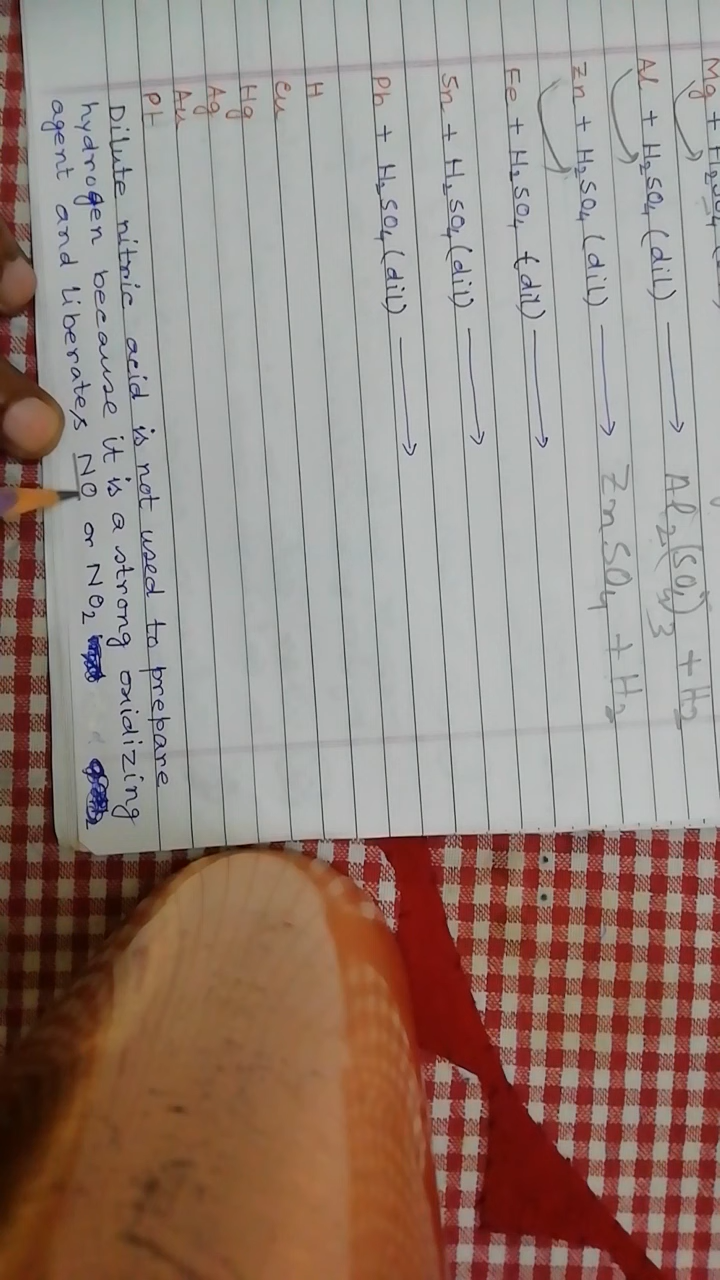 Mg + H₂SO₄
Al + H₂SO₄ (dil) ⟶ Al₂(SO₄)₃ + H₂
Zn + H₂SO₄ (dil) ⟶ ZnSO₄ + H₂
Fe + H₂SO₄ (dil) ⟶
Sn + H₂SO₄ (dil) ⟶
Pb + H₂SO₄ (dil) ⟶
H
Cu
Hg
Ag
Au
Pt
Dilute nitric acid is not used to prepare
hydrogen because it is a strong oxidizing
agent and liberates NO or NO₂